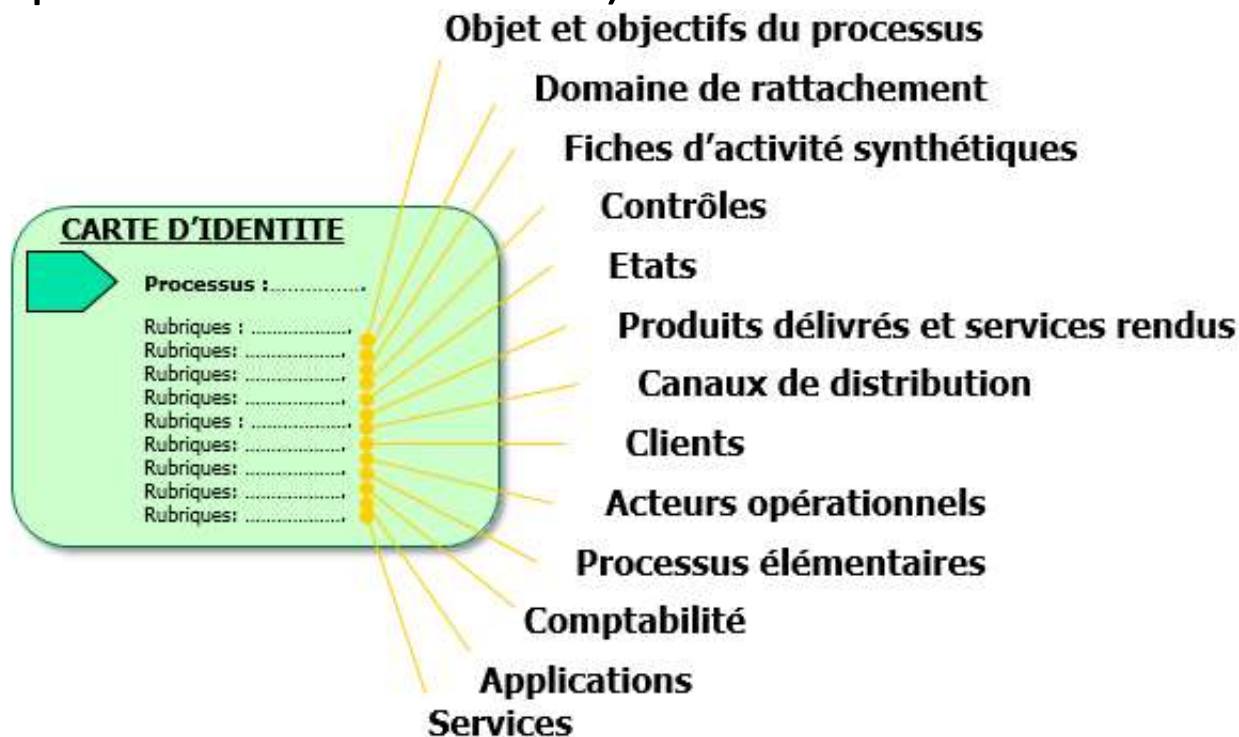 Objet et objectifs du processus
Domaine de rattachement
Fiches d'activité synthétiques
Contrôles
Etats
Produits délivrés et services rendus
Canaux de distribution
Clients
Acteurs opérationnels
Processus élémentaires
Comptabilité
Applications
Services
CARTE D'IDENTITE
Processus :................
Rubriques : ...................
Rubriques: ...................
Rubriques: ...................
Rubriques: ...................
Rubriques : ...................
Rubriques: ...................
Rubriques: ...................
Rubriques: ...................
Rubriques: ...................